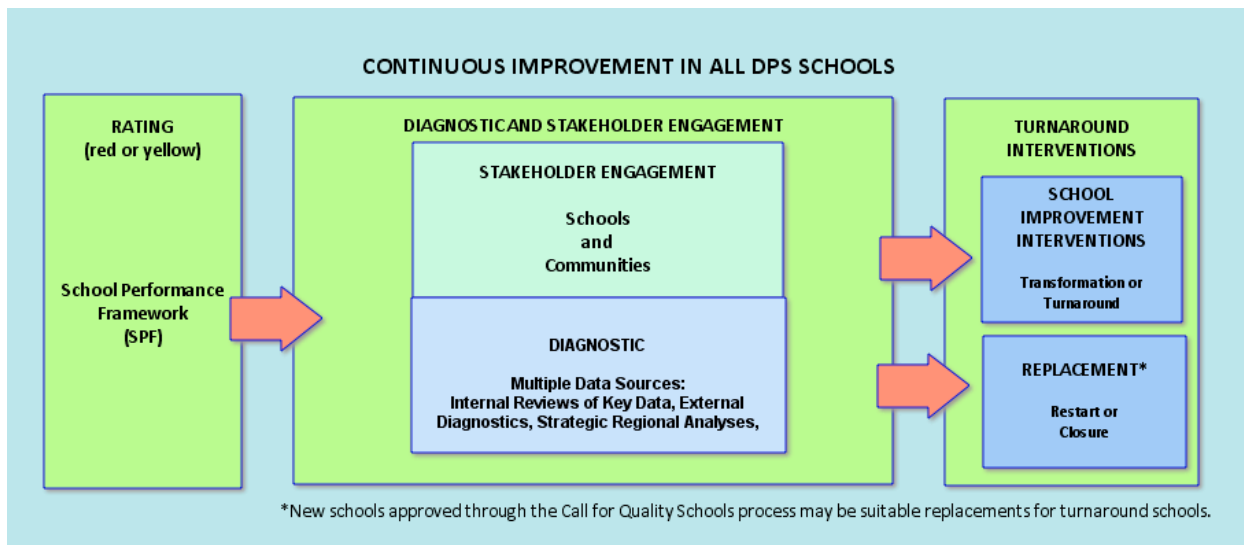 CONTINUOUS IMPROVEMENT IN ALL DPS SCHOOLS
RATING
(red or yellow)
School Performance
Framework
(SPF)
DIAGNOSTIC AND STAKEHOLDER ENGAGEMENT
STAKEHOLDER ENGAGEMENT
Schools
and
Communities
DIAGNOSTIC
Multiple Data Sources:
Internal Reviews of Key Data, External
Diagnostics, Strategic Regional Analyses,
TURNAROUND
INTERVENTIONS
SCHOOL
IMPROVEMENT
INTERVENTIONS
Transformation or
Turnaround
REPLACEMENT*
Restart or
Closure
*New schools approved through the Call for Quality Schools process may be suitable replacements for turnaround schools.